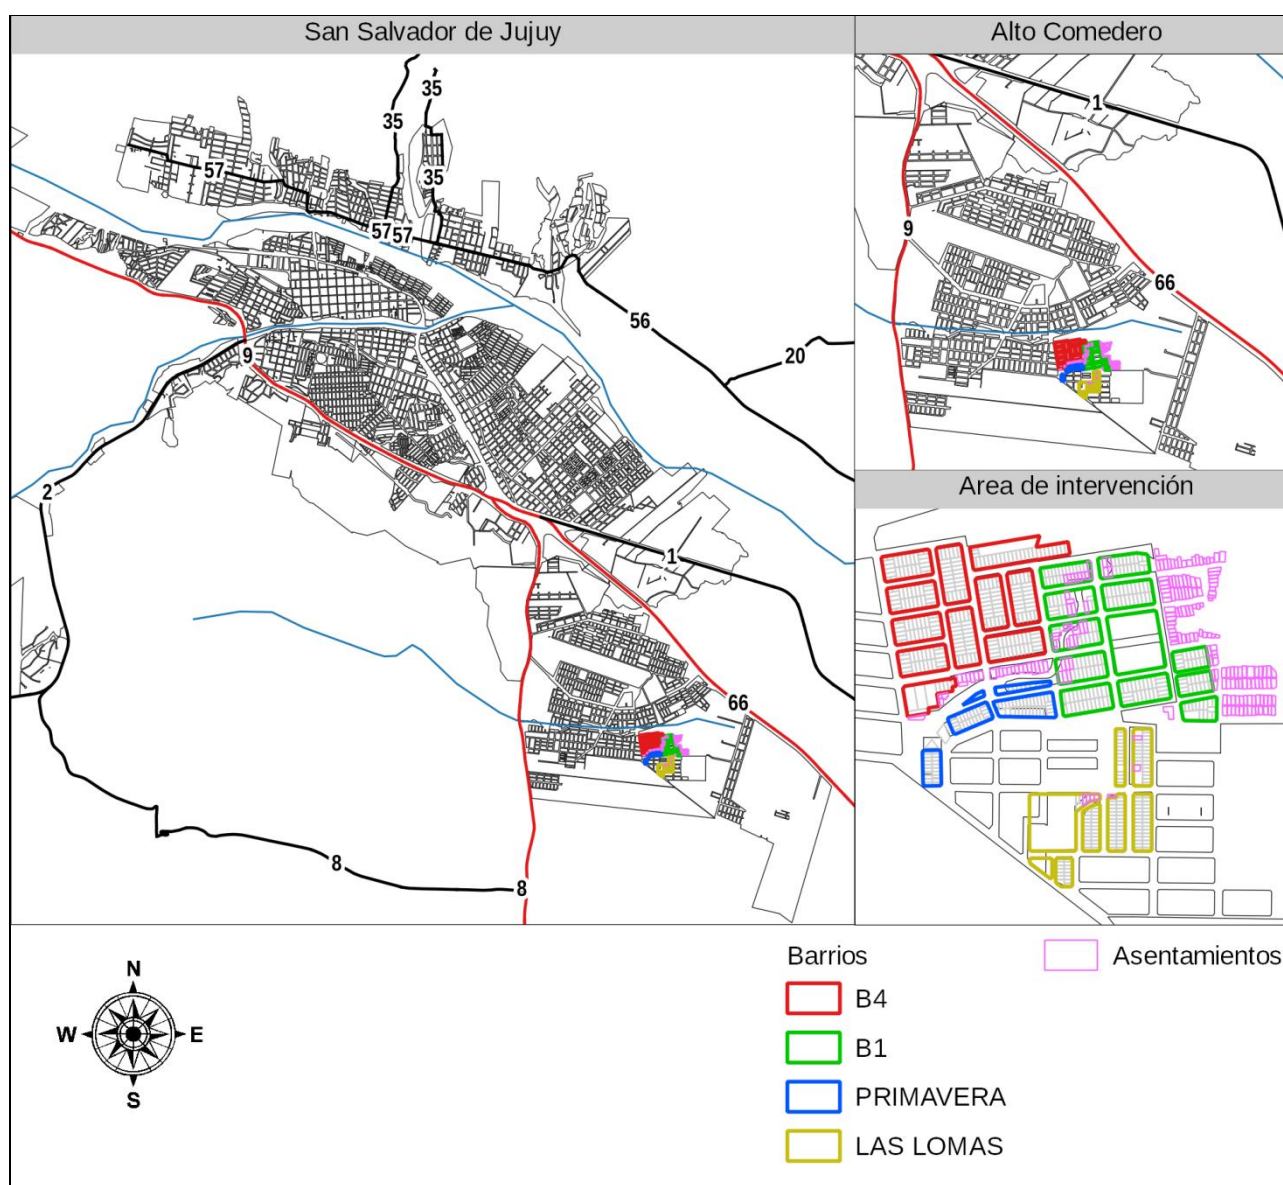 San Salvador de Jujuy
Alto Comedero
35
35
35
57
57 57
9
2
56
20
1
66
8
8
1
9
66
Area de intervención
N
W E
S
Barrios
B4
B1
PRIMAVERA
LAS LOMAS
Asentamientos